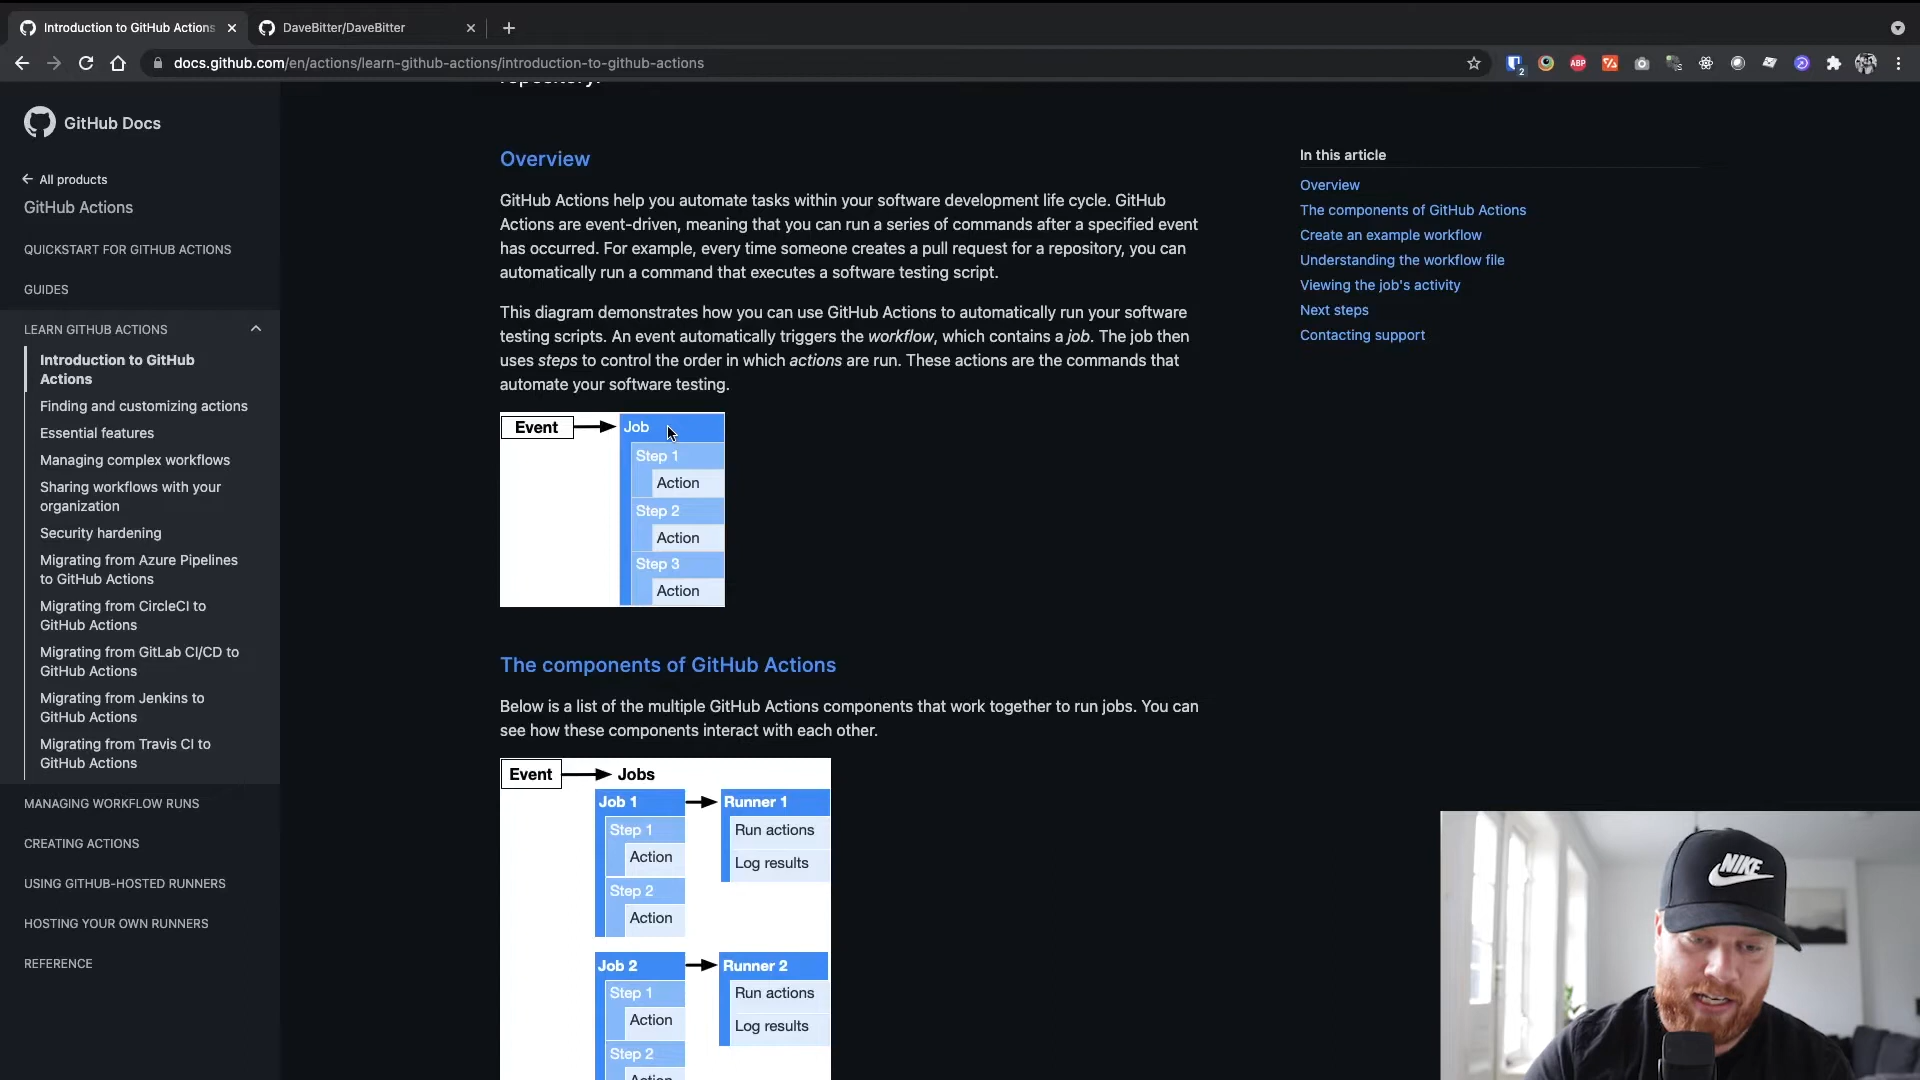 Introduction to GitHub Actions
DaveBitter/DaveBitter
docs.github.com/en/actions/learn-github-actions/introduction-to-github-actions
2
ABP
GitHub Docs
All products
GitHub Actions
QUICKSTART FOR GITHUB ACTIONS
GUIDES
LEARN GITHUB ACTIONS
Introduction to GitHub
Actions
Finding and customizing actions
Essential features
Managing complex workflows
Sharing workflows with your
organization
Security hardening
Migrating from Azure Pipelines
to GitHub Actions
Migrating from CircleCI to
GitHub Actions
Migrating from GitLab CI/CD to
GitHub Actions
Migrating from Jenkins to
GitHub Actions
Migrating from Travis CI to
GitHub Actions
MANAGING WORKFLOW RUNS
CREATING ACTIONS
USING GITHUB-HOSTED RUNNERS
HOSTING YOUR OWN RUNNERS
REFERENCE
repository.
Overview
GitHub Actions help you automate tasks within your software development life cycle. GitHub
Actions are event-driven, meaning that you can run a series of commands after a specified event
has occurred. For example, every time someone creates a pull request for a repository, you can
automatically run a command that executes a software testing script.
This diagram demonstrates how you can use GitHub Actions to automatically run your software
testing scripts. An event automatically triggers the workflow, which contains a job. The job then
uses steps to control the order in which actions are run. These actions are the commands that
automate your software testing.
Event
Job
Step 1
Action
Step 2
Action
Step 3
Action
The components of GitHub Actions
Below is a list of the multiple GitHub Actions components that work together to run jobs. You can
see how these components interact with each other.
Event
Jobs
Job 1
Runner 1
Step 1
Run actions
Action
Log results
Step 2
Action
Job 2
Runner 2
Step 1
Run actions
Action
Log results
Step 2
Action
In this article
Overview
The components of GitHub Actions
Create an example workflow
Understanding the workflow file
Viewing the job's activity
Next steps
Contacting support
NIKE